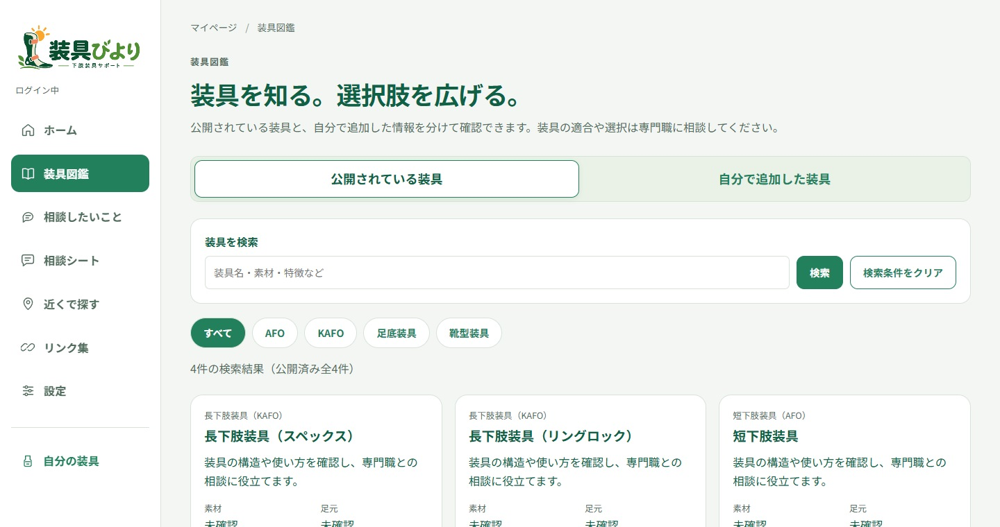 装具びより
下肢装具サポート
ログイン中
ホーム
装具図鑑
相談したいこと
相談シート
近くで探す
リンク集
設定
自分の装具
マイページ / 装具図鑑
装具図鑑
装具を知る。選択肢を広げる。
公開されている装具と、自分で追加した情報を分けて確認できます。装具の適合や選択は専門職に相談してください。
公開されている装具 自分で追加した装具
装具を検索
装具名・素材・特徴など 検索 検索条件をクリア
すべて AFO KAFO 足底装具 靴型装具
4件の検索結果（公開済み全4件）
長下肢装具（KAFO）
長下肢装具（スペックス）
装具の構造や使い方を確認し、専門職との
相談に役立てます。
素材 足元
未確認 未確認
長下肢装具（KAFO）
長下肢装具（リングロック）
装具の構造や使い方を確認し、専門職との
相談に役立てます。
素材 足元
未確認 未確認
短下肢装具（AFO）
短下肢装具
装具の構造や使い方を確認し、専門職との
相談に役立てます。
素材 足元
未確認 未確認